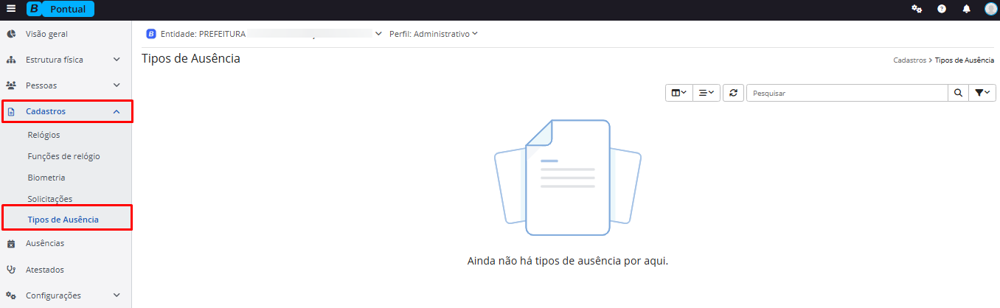 B Pontual
B Entidade: PREFEITURA
Perfil: Administrativo
Visão geral
Estrutura física
Pessoas
Cadastros
Relógios
Funções de relógio
Biometria
Solicitações
Tipos de Ausência
Ausências
Atestados
Configurações
Tipos de Ausência
Cadastros > Tipos de Ausência
Pesquisar
Ainda não há tipos de ausência por aqui.